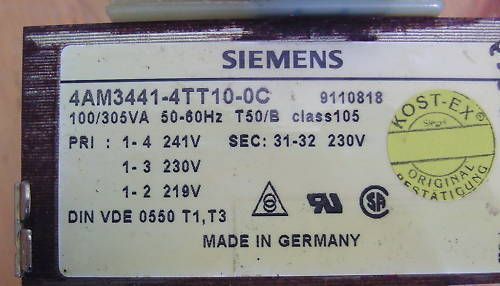 SIEMENS
4AM3441-4TT10-0C 9110818
100/305VA 50-60Hz T50/B class105
PRI : 1- 4 241V SEC: 31-32 230V
1- 3 230V
1- 2 219V
DIN VDE 0550 T1,T3
MADE IN GERMANY
KOST-EX
ORIGINAL
BESTÄTIGUNG